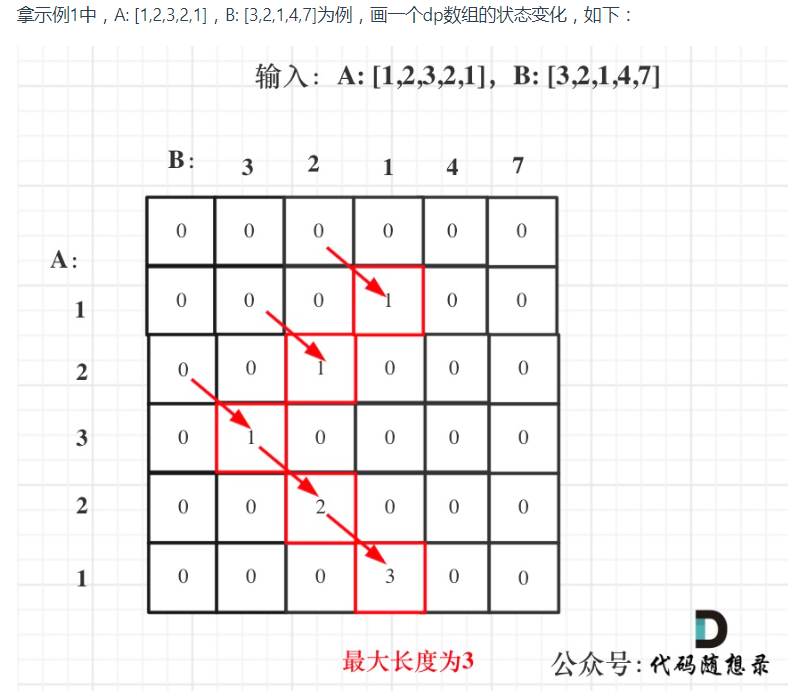 拿示例1中，A: [1,2,3,2,1]，B: [3,2,1,4,7]为例，画一个dp数组的状态变化，如下：
输入：A: [1,2,3,2,1]，B: [3,2,1,4,7]
B: 3 2 1 4 7
0 0 0 0 0 0
A:
1 0 0 0 1 0 0
2 0 0 1 0 0 0
3 0 1 0 0 0 0
2 0 0 2 0 0 0
1 0 0 0 3 0 0
最大长度为3
公众号:代码随想录